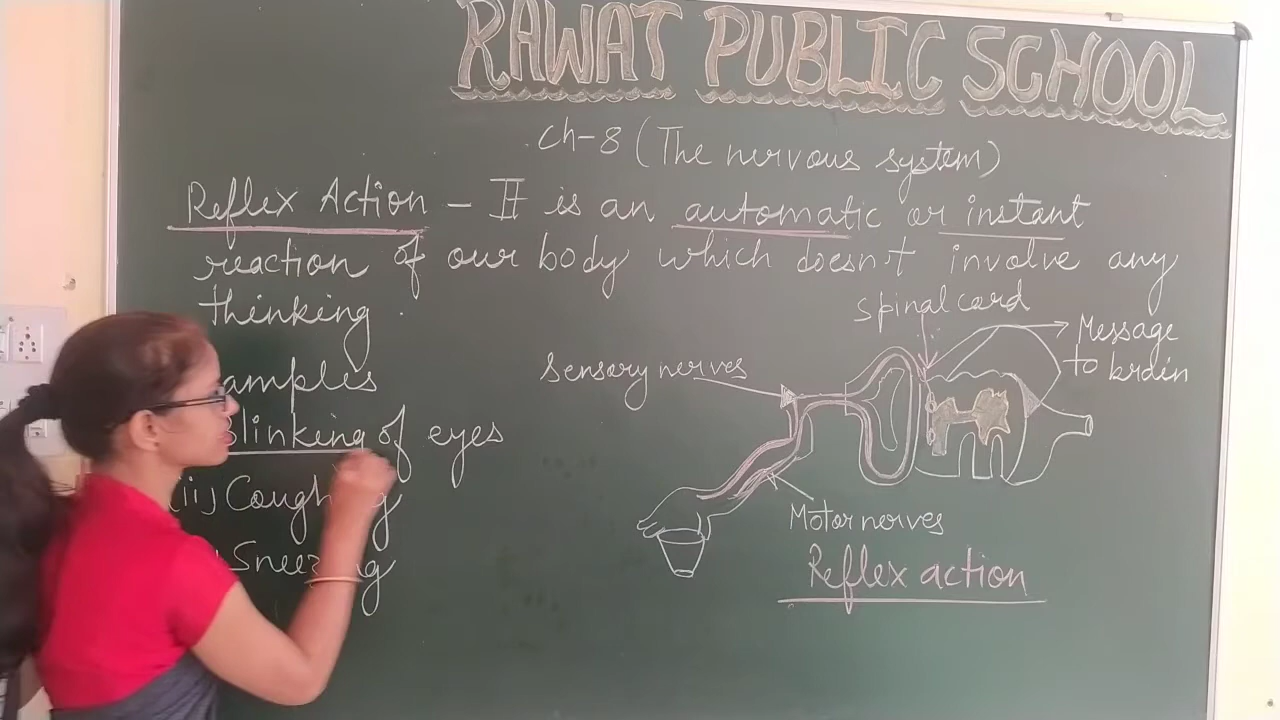 RAWAT PUBLIC SCHOOL
Ch-8 (The nervous system)
Reflex Action - It is an automatic or instant
reaction of our body which doesn't involve any
thinking.
amples
Blinking of eyes
(ii) Coughing
Sneezing
Spinal card
Message
to brain
Sensory nerves
Motor nerves
Reflex action